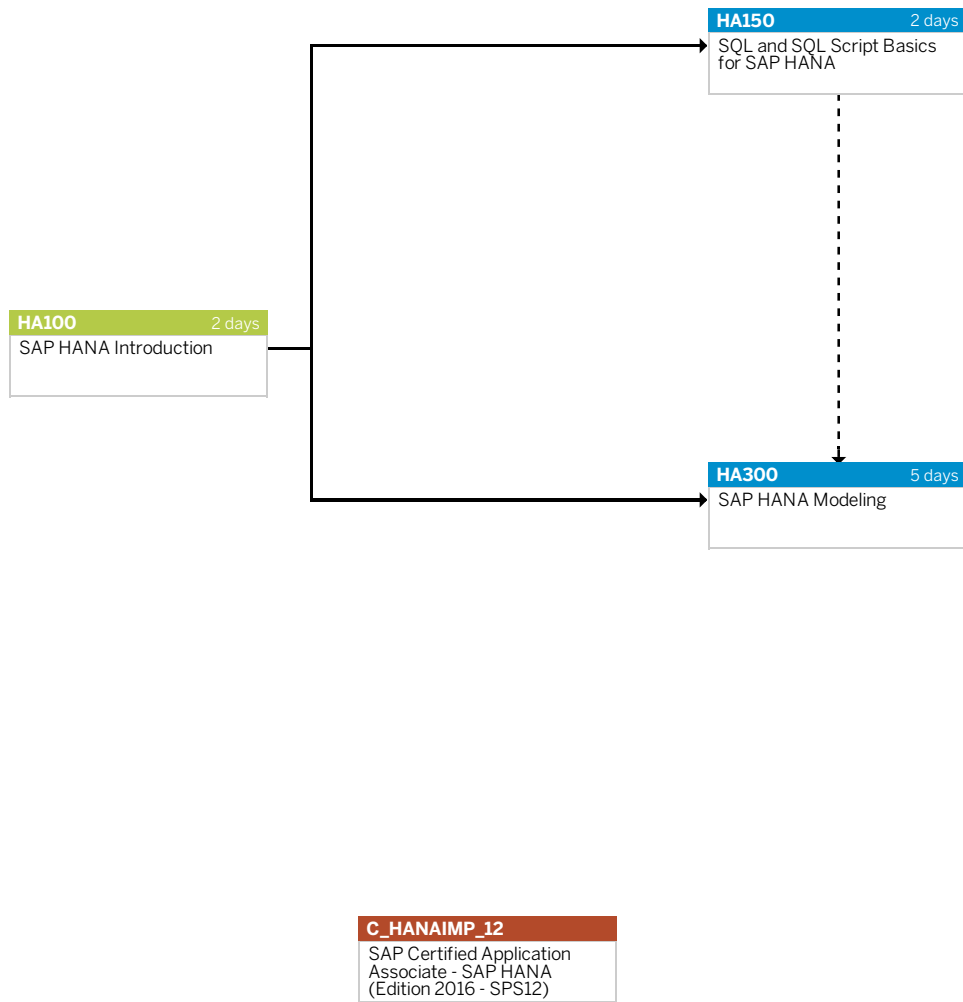 HA150 2 days
SQL and SQL Script Basics
for SAP HANA
HA100 2 days
SAP HANA Introduction
HA300 5 days
SAP HANA Modeling
C_HANAIMP_12
SAP Certified Application
Associate - SAP HANA
(Edition 2016 - SPS12)